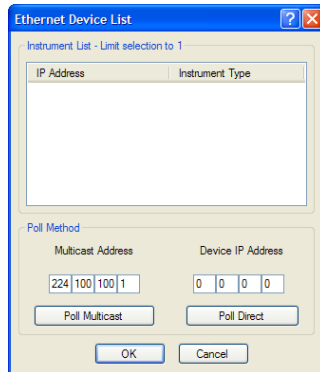 Ethernet Device List
Instrument List - Limit selection to 1
IP Address Instrument Type
Poll Method
Multicast Address Device IP Address
224 100 100 1 0 0 0 0
Poll Multicast Poll Direct
OK Cancel